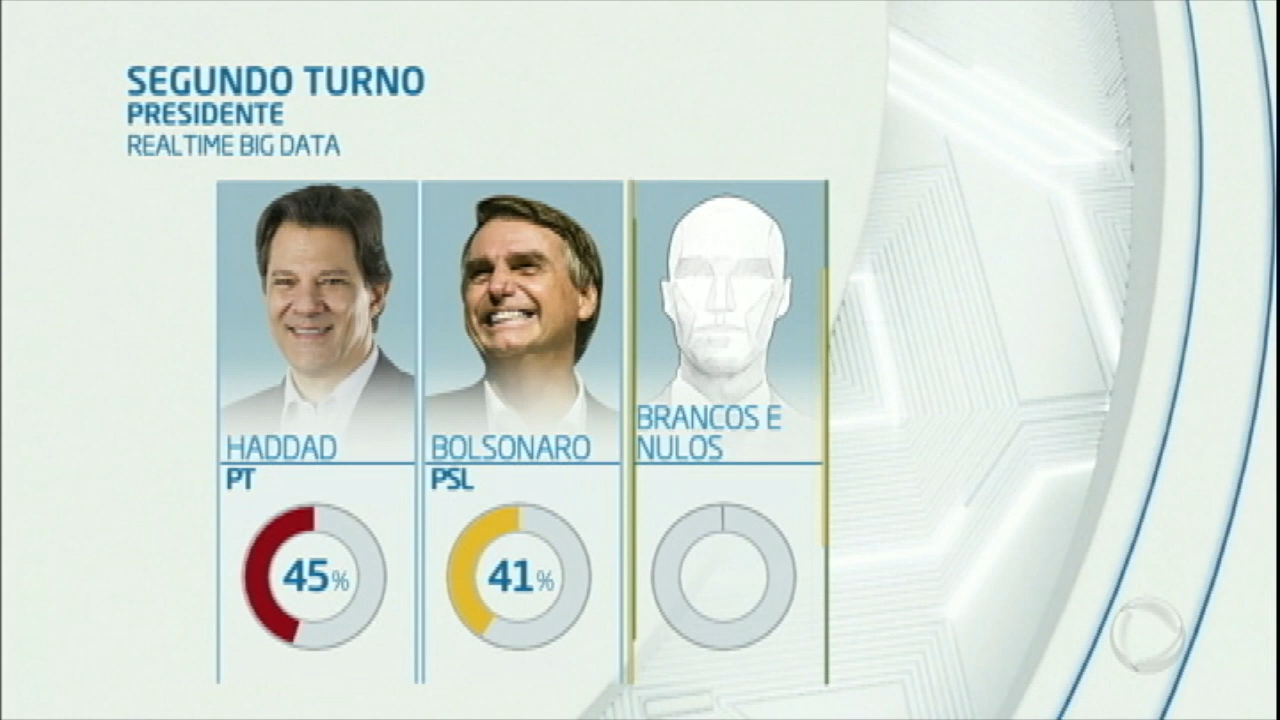 SEGUNDO TURNO
PRESIDENTE
REALTIME BIG DATA
HADDAD
PT
45%
BOLSONARO
PSL
41%
BRANCOS E
NULOS